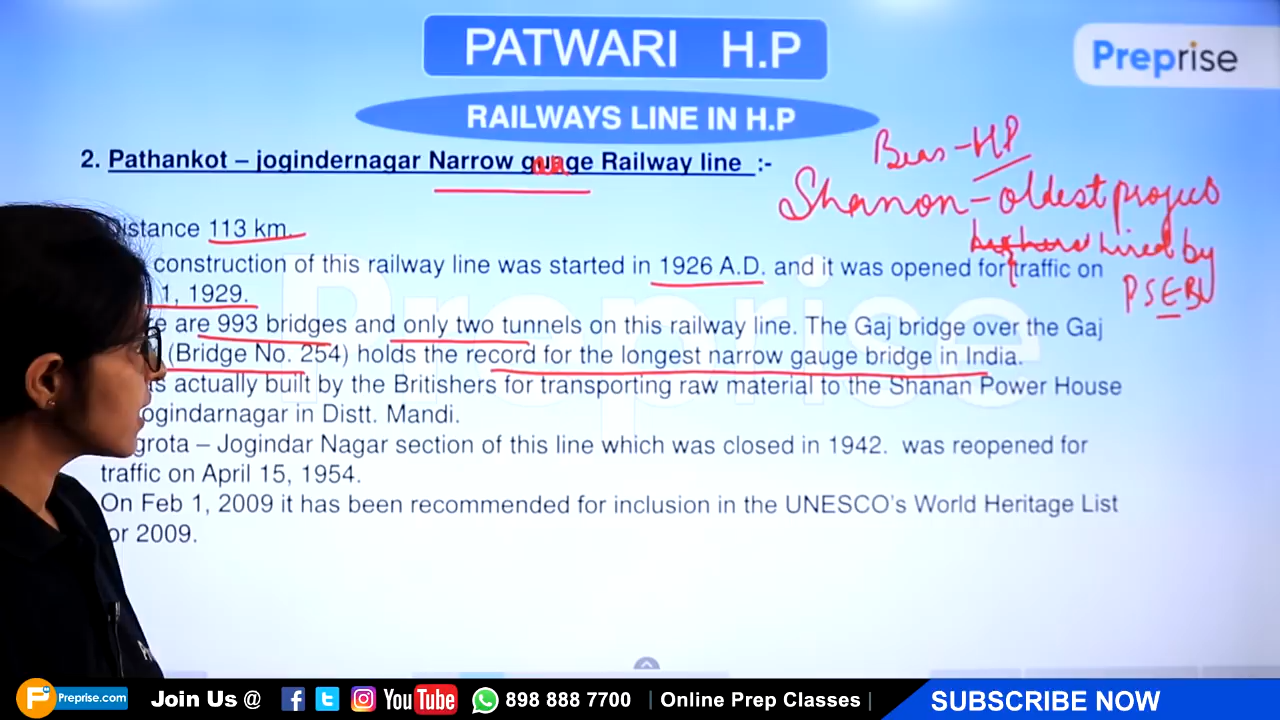 PATWARI H.P
Preprise
RAILWAYS LINE IN H.P
2. Pathankot – jogindernagar Narrow gauge Railway line :-
Beas - HP
Shanon - oldest project
hired by
PSEB
Distance 113 km.
construction of this railway line was started in 1926 A.D. and it was opened for traffic on
1, 1929.
are 993 bridges and only two tunnels on this railway line. The Gaj bridge over the Gaj
(Bridge No. 254) holds the record for the longest narrow gauge bridge in India.
actually built by the Britishers for transporting raw material to the Shanan Power House
ogindarnagar in Distt. Mandi.
grota – Jogindar Nagar section of this line which was closed in 1942. was reopened for
traffic on April 15, 1954.
On Feb 1, 2009 it has been recommended for inclusion in the UNESCO's World Heritage List
or 2009.
Preprise
P Preprise.com Join Us @ YouTube 898 888 7700 | Online Prep Classes | SUBSCRIBE NOW